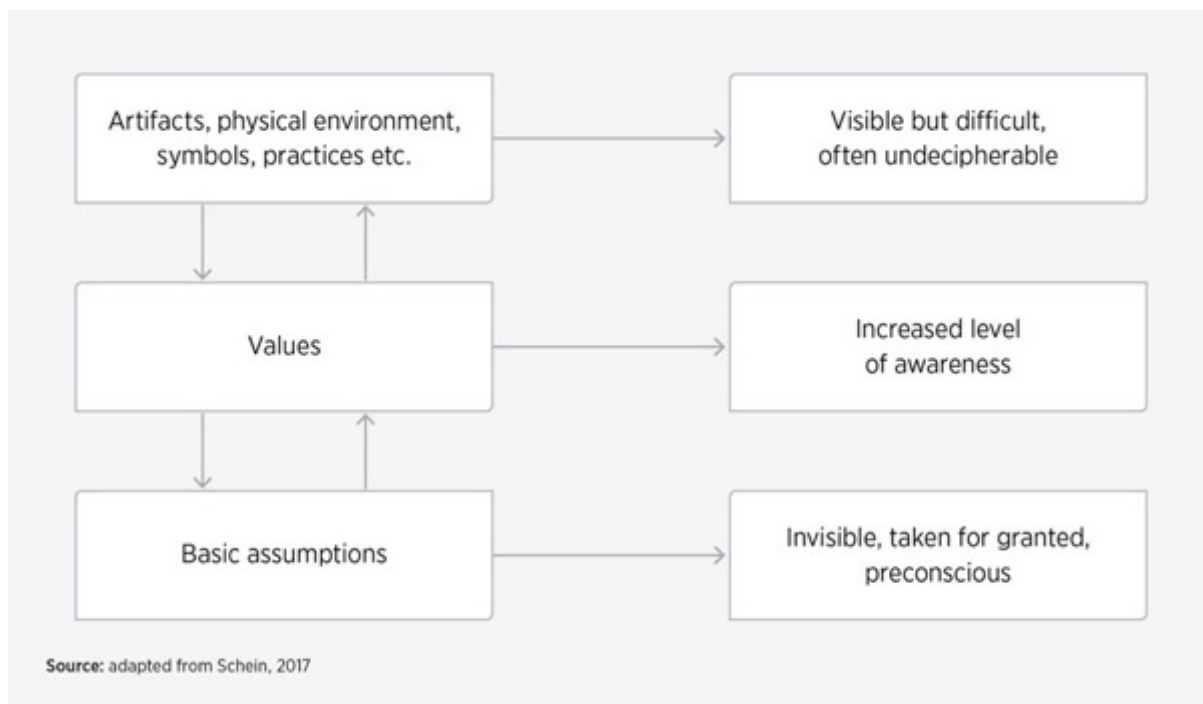 Artifacts, physical environment,
symbols, practices etc.
Visible but difficult,
often undecipherable
Values
Increased level
of awareness
Basic assumptions
Invisible, taken for granted,
preconscious
Source: adapted from Schein, 2017